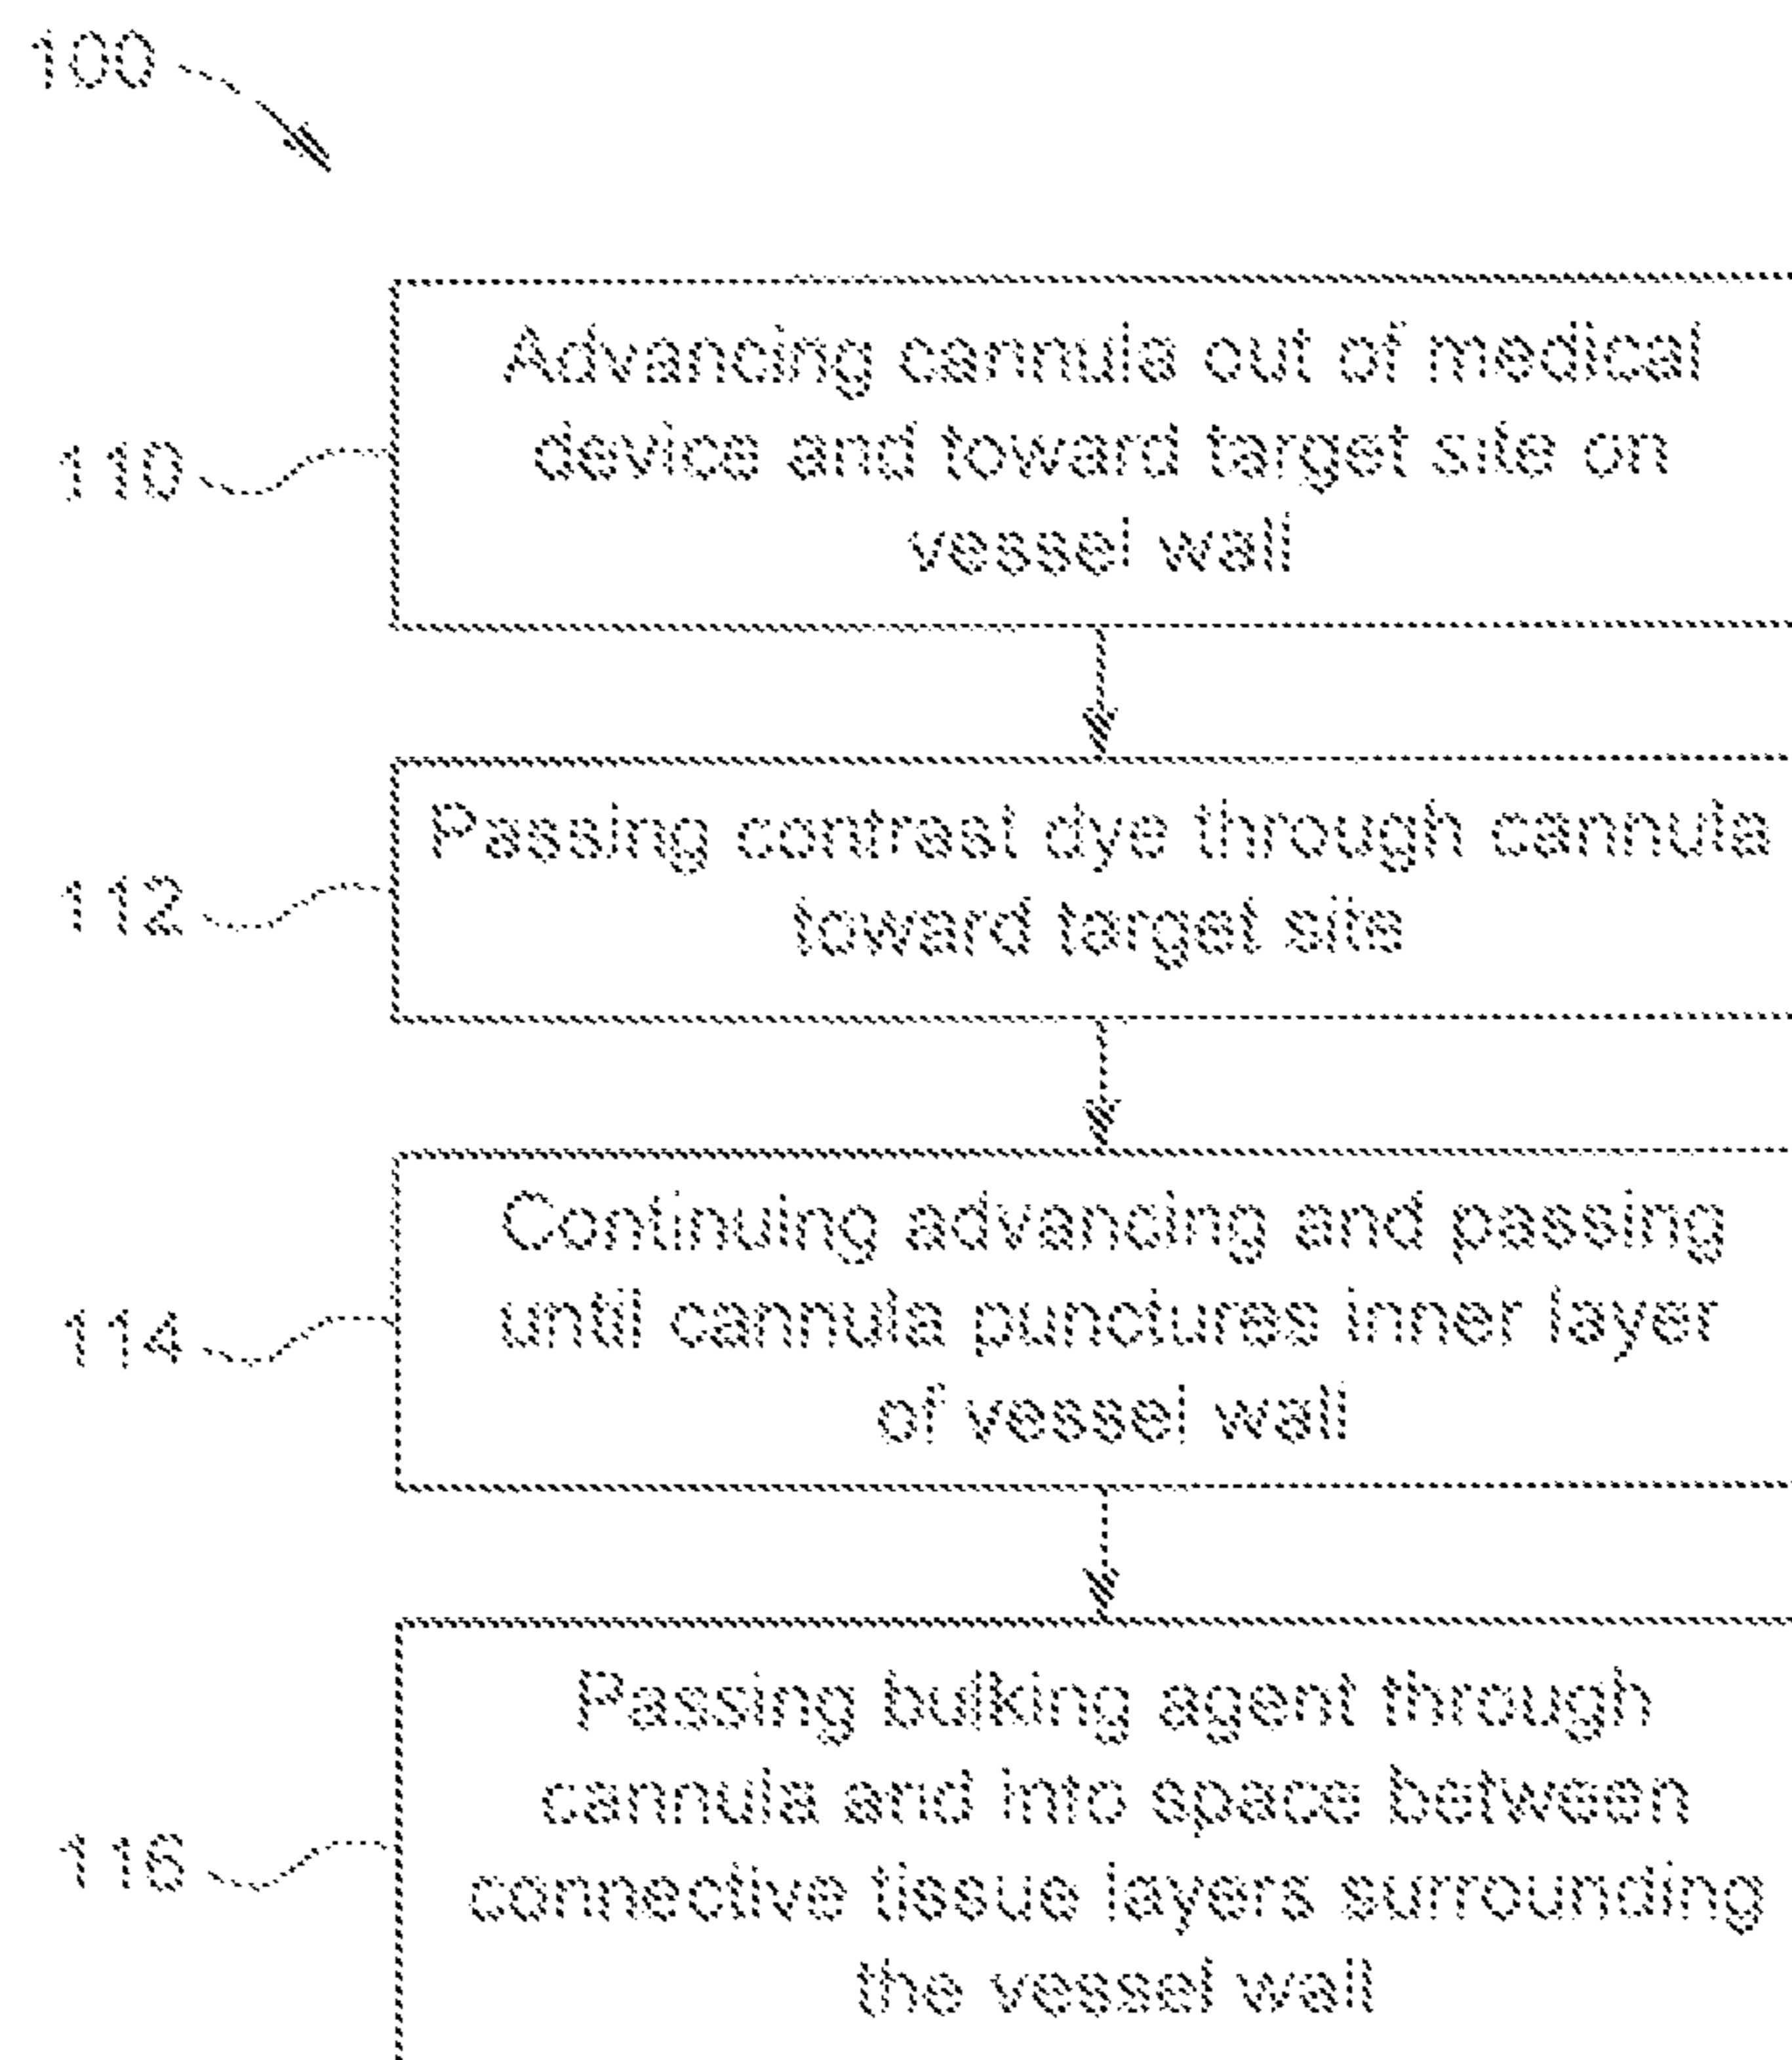 100
110
Advancing cannula out of medical
device and toward target site on
vessel wall
112
Passing contrast dye through cannula
toward target site
114
Continuing advancing and passing
until cannula punctures inner layer
of vessel wall
116
Passing bulking agent through
cannula and into space between
connective tissue layers surrounding
the vessel wall